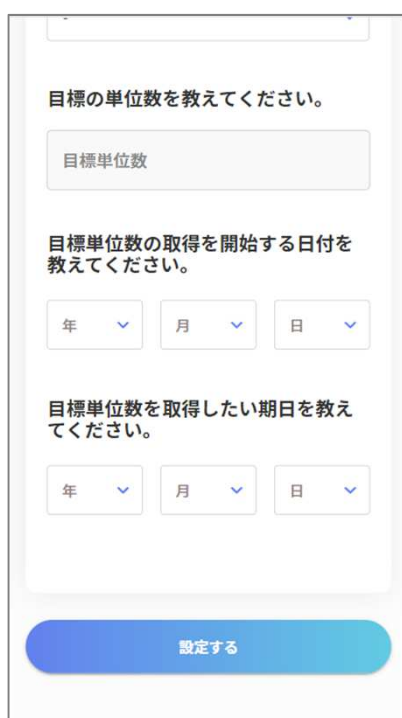 目標の単位数を教えてください。
目標単位数
目標単位数の取得を開始する日付を
教えてください。
年 月 日
目標単位数を取得したい期日を教え
てください。
年 月 日
設定する